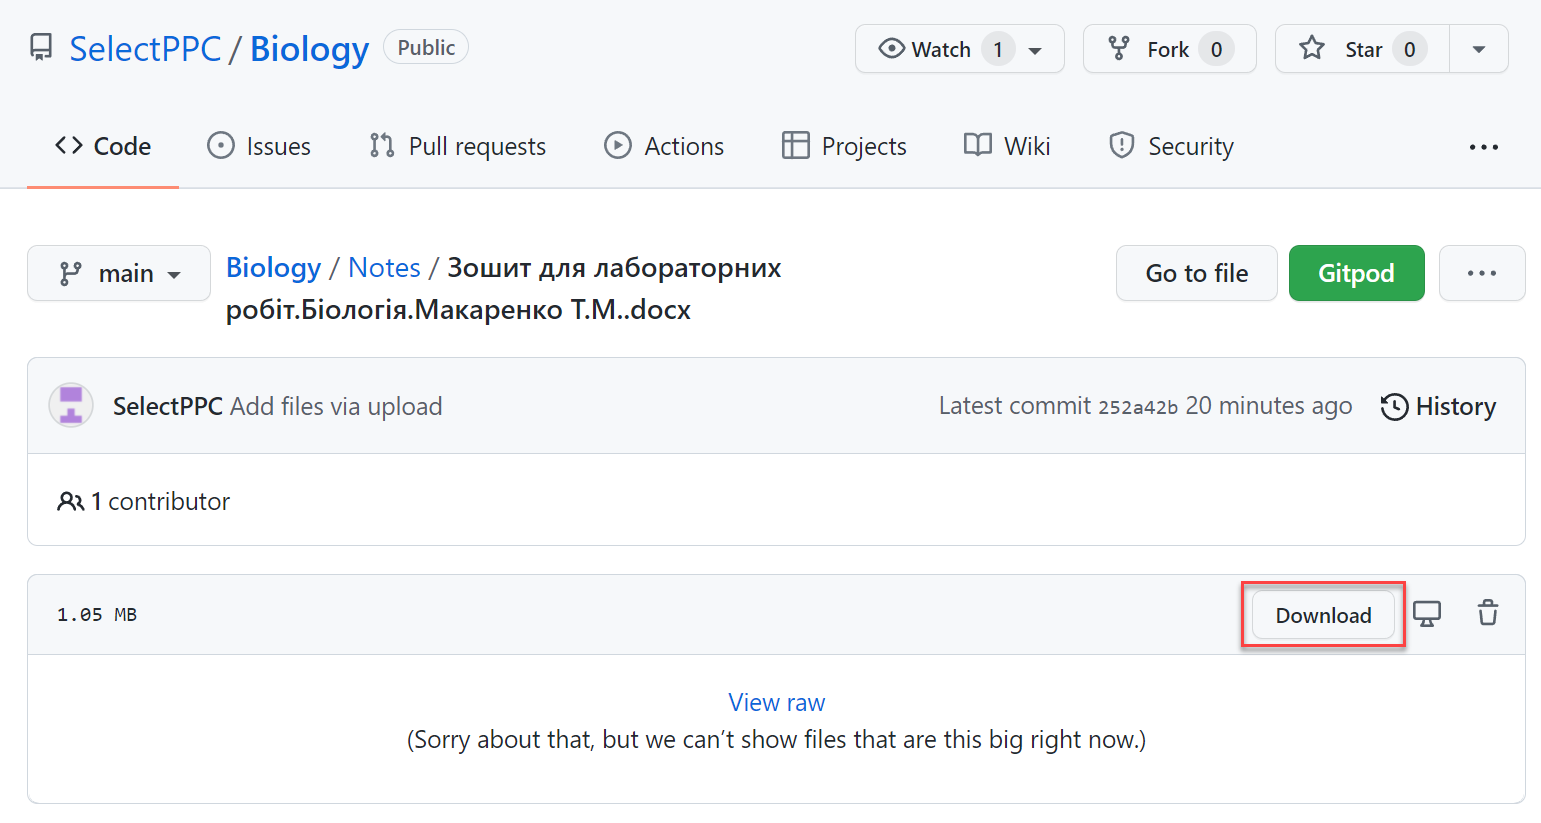 SelectPPC / Biology Public
Watch 1 Fork 0 Star 0
Code Issues Pull requests Actions Projects Wiki Security
main Biology / Notes / Зошит для лабораторних
робіт.Біологія.Макаренко Т.М..docx
Go to file Gitpod
SelectPPC Add files via upload Latest commit 252a42b 20 minutes ago History
1 contributor
1.05 MB Download
View raw
(Sorry about that, but we can’t show files that are this big right now.)